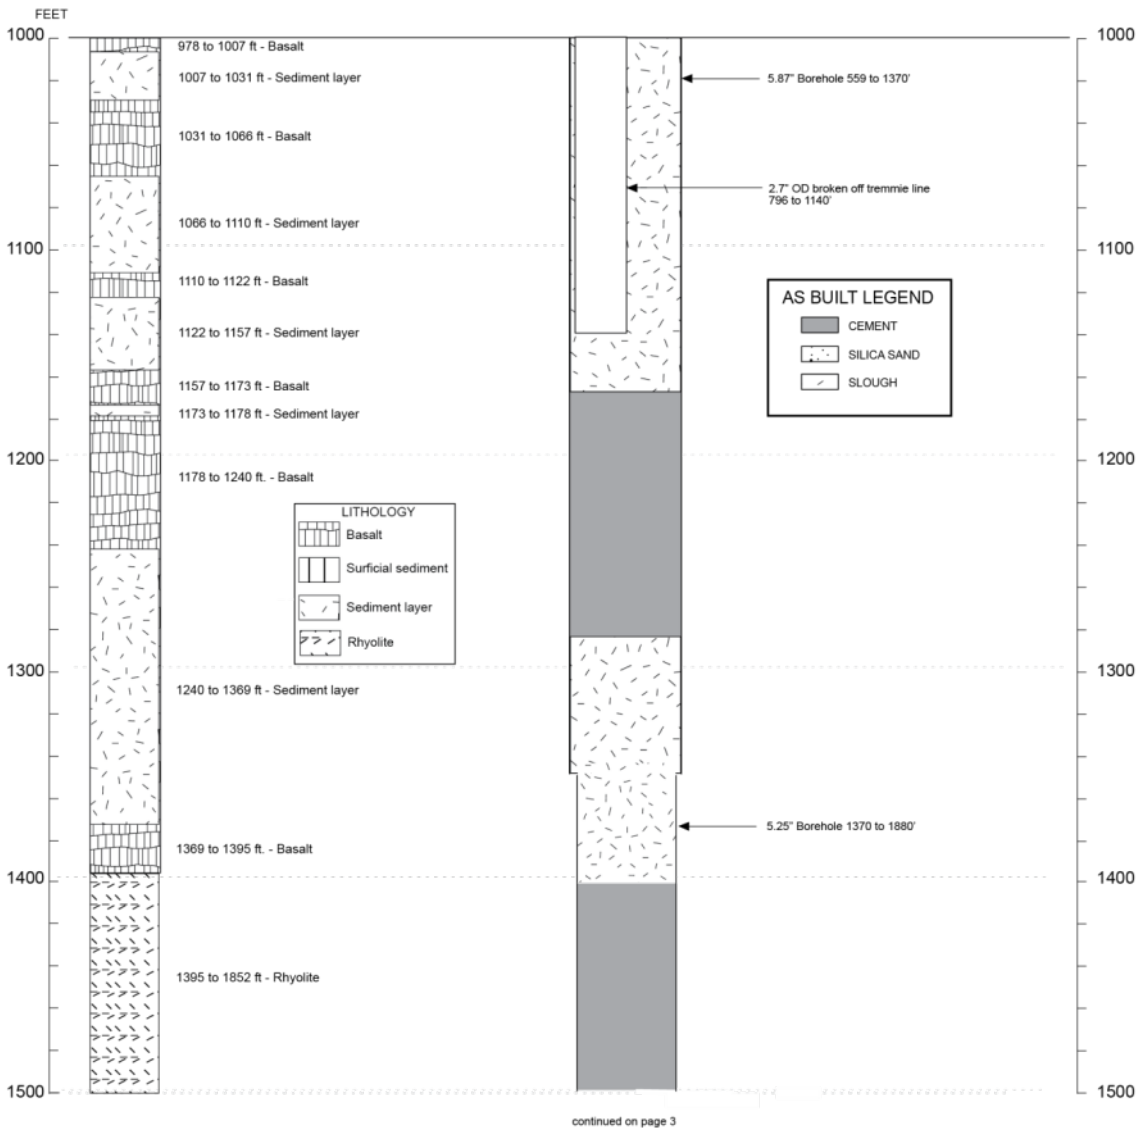 FEET
1000
1100
1200
1300
1400
1500
978 to 1007 ft - Basalt
1007 to 1031 ft - Sediment layer
1031 to 1066 ft - Basalt
1066 to 1110 ft - Sediment layer
1110 to 1122 ft - Basalt
1122 to 1157 ft - Sediment layer
1157 to 1173 ft - Basalt
1173 to 1178 ft - Sediment layer
1178 to 1240 ft. - Basalt
1240 to 1369 ft - Sediment layer
1369 to 1395 ft. - Basalt
1395 to 1852 ft - Rhyolite
LITHOLOGY
Basalt
Surficial sediment
Sediment layer
Rhyolite
5.87" Borehole 559 to 1370'
2.7" OD broken off tremmie line
796 to 1140'
AS BUILT LEGEND
CEMENT
SILICA SAND
SLOUGH
5.25" Borehole 1370 to 1880'
1000
1100
1200
1300
1400
1500
continued on page 3